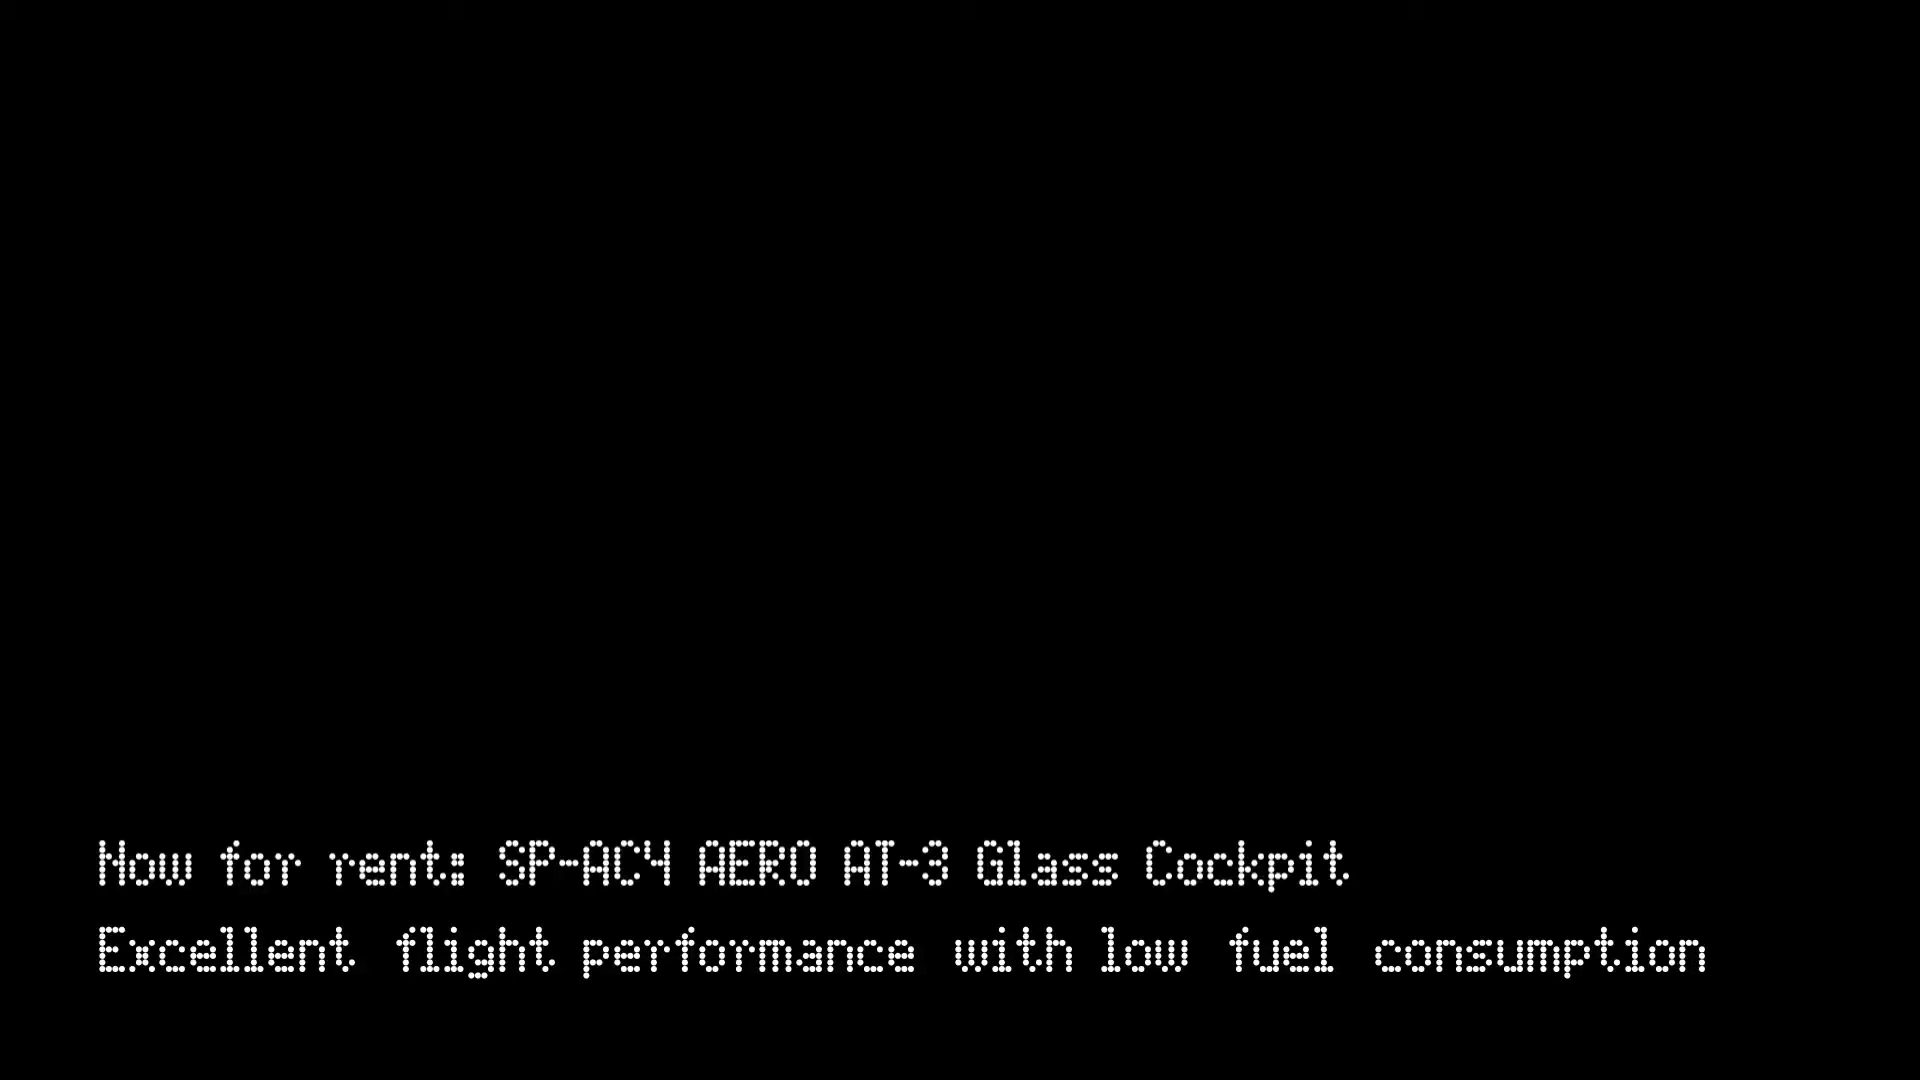 Now for rent: SP-AC4 AERO AT-3 Glass Cockpit
Excellent flight performance with low fuel consumption